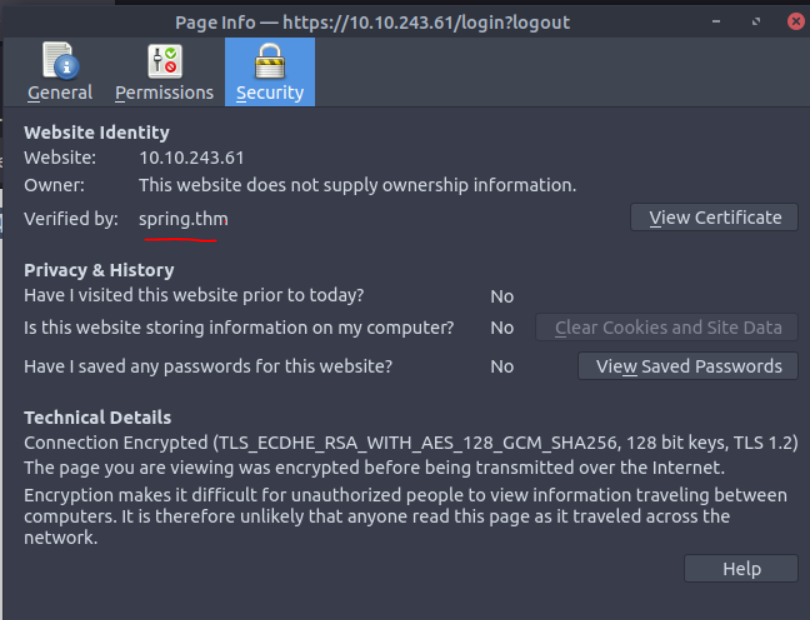 Page Info — https://10.10.243.61/login?logout
General Permissions Security
Website Identity
Website: 10.10.243.61
Owner: This website does not supply ownership information.
Verified by: spring.thm View Certificate
Privacy & History
Have I visited this website prior to today? No
Is this website storing information on my computer? No Clear Cookies and Site Data
Have I saved any passwords for this website? No View Saved Passwords
Technical Details
Connection Encrypted (TLS_ECDHE_RSA_WITH_AES_128_GCM_SHA256, 128 bit keys, TLS 1.2)
The page you are viewing was encrypted before being transmitted over the Internet.
Encryption makes it difficult for unauthorized people to view information traveling between
computers. It is therefore unlikely that anyone read this page as it traveled across the
network.
Help